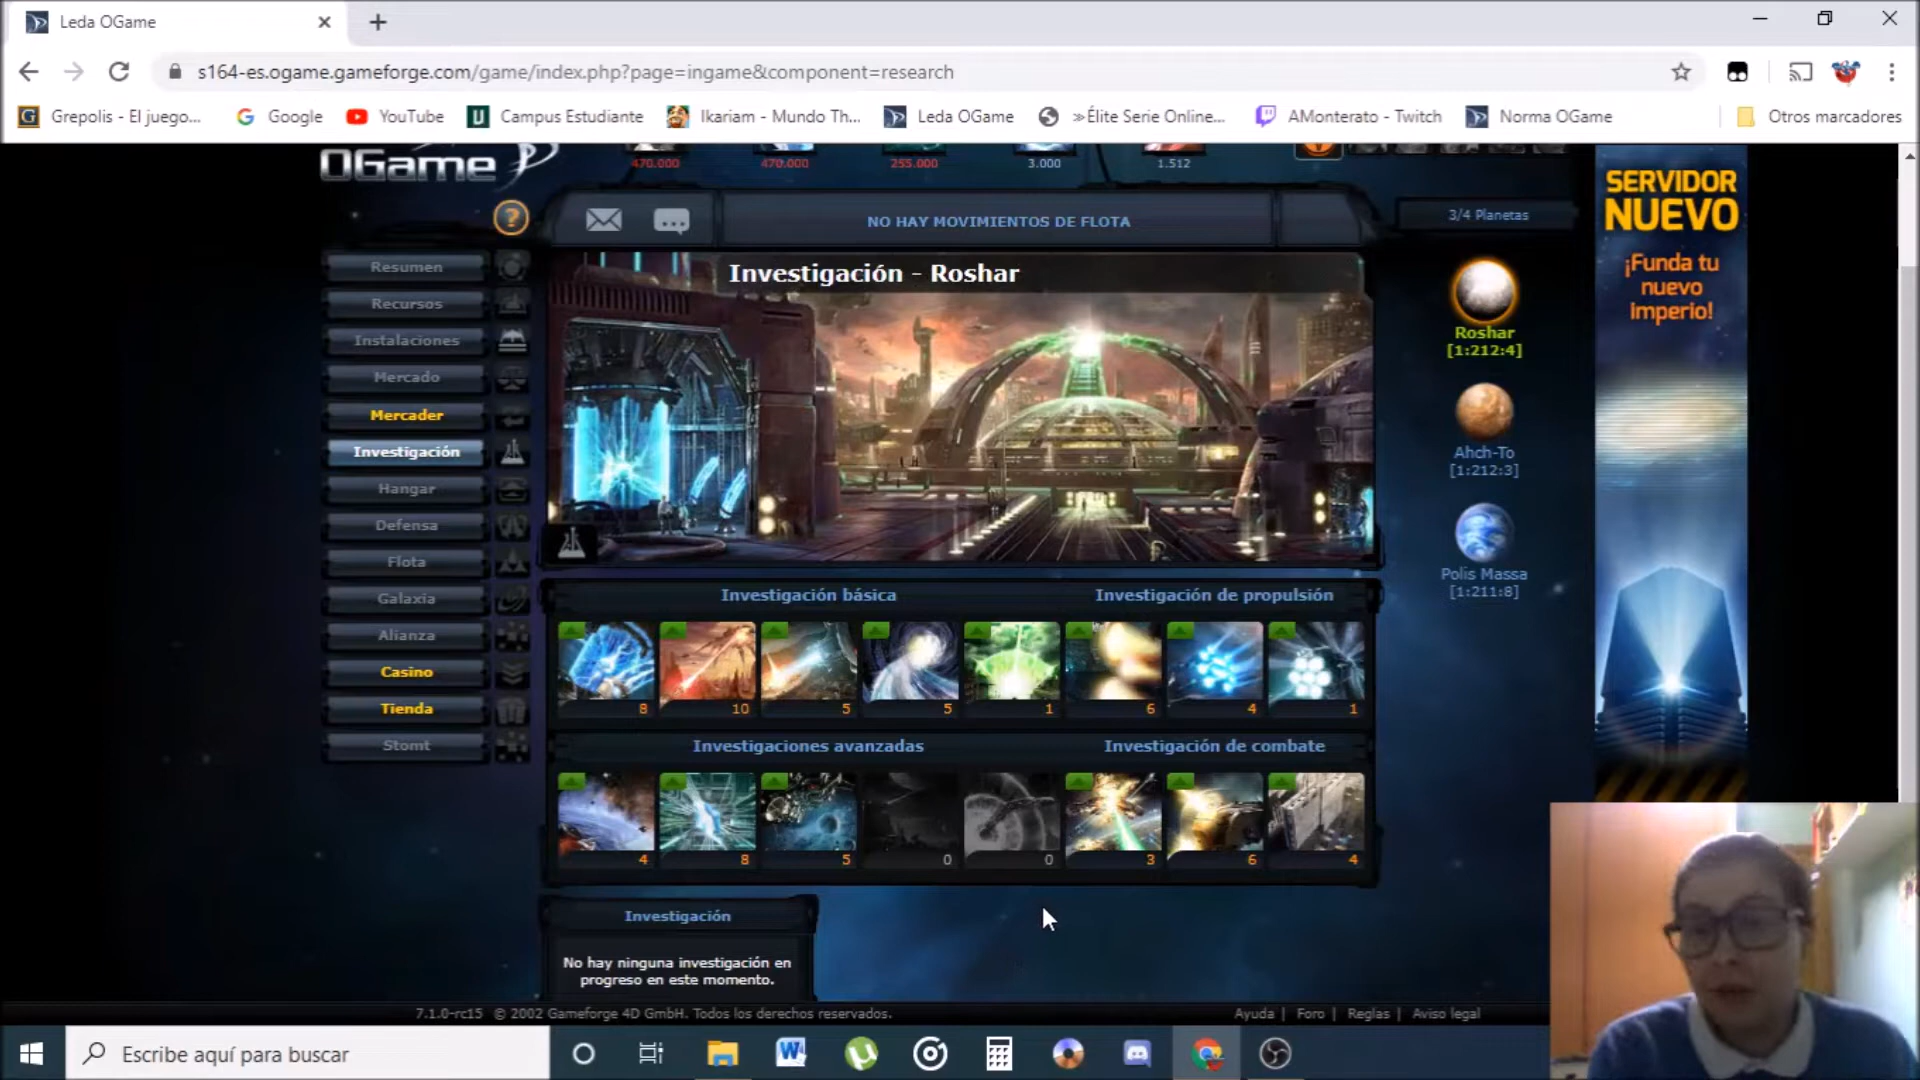 Leda OGame
s164-es.ogame.gameforge.com/game/index.php?page=ingame&component=research
Grepolis - El juego...
Google
YouTube
Campus Estudiante
Ikariam - Mundo Th...
Leda OGame
»Élite Serie Online...
AMonterato - Twitch
Norma OGame
Otros marcadores
OGame
470.000
470.000
255.000
3.000
1.512
?
NO HAY MOVIMIENTOS DE FLOTA
3/4 Planetas
SERVIDOR
NUEVO
¡Funda tu
nuevo
imperio!
Resumen
Recursos
Instalaciones
Mercado
Mercader
Investigación
Hangar
Defensa
Flota
Galaxia
Alianza
Casino
Tienda
Stomt
Investigación - Roshar
Roshar
[1:212:4]
Ahch-To
[1:212:3]
Polis Massa
[1:211:8]
Investigación básica
Investigación de propulsión
8
10
5
5
1
6
4
1
Investigaciones avanzadas
Investigación de combate
4
8
5
0
0
3
6
4
Investigación
No hay ninguna investigación en
progreso en este momento.
7.1.0-rc15 © 2002 Gameforge 4D GmbH. Todos los derechos reservados.
Ayuda | Foro | Reglas | Aviso legal
Escribe aquí para buscar